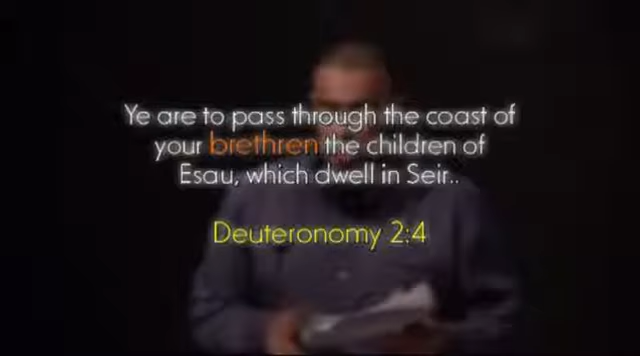 Ye are to pass through the coast of
your brethren the children of
Esau, which dwell in Seir..
Deuteronomy 2:4